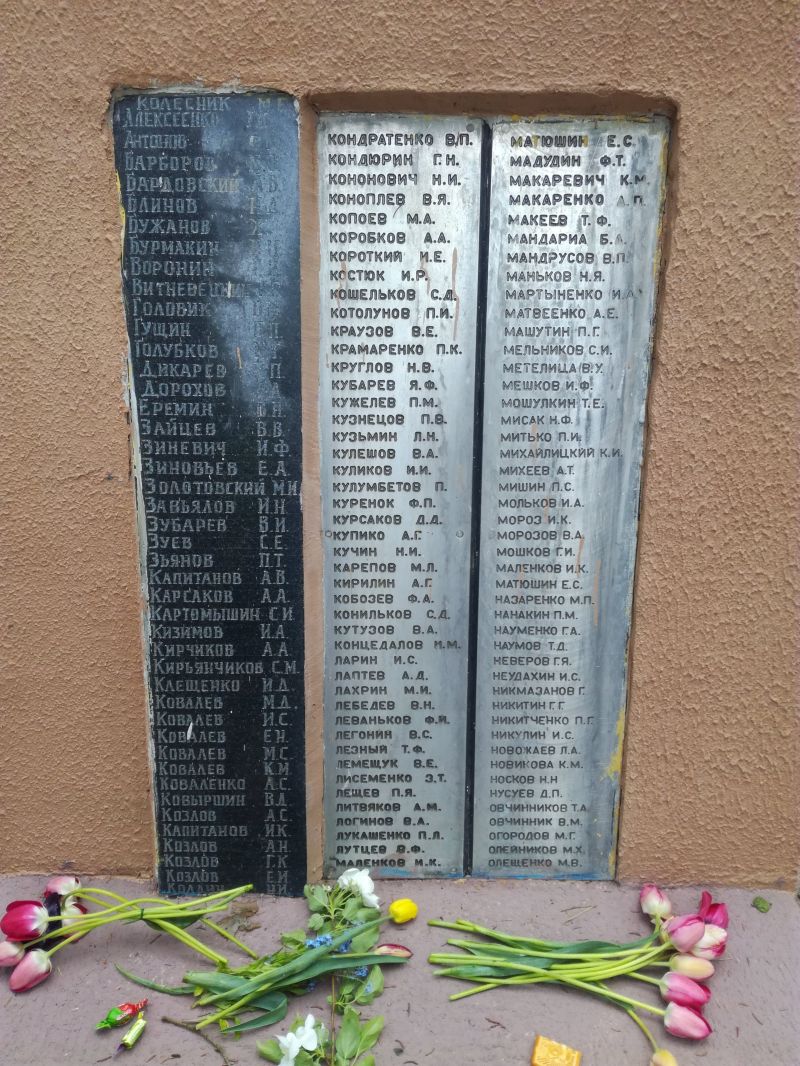 КОЛЕСНИК
АЛЕКСЕЕНКО
АНТОНЮ
БАРБОРОВ
БАРДОВСКИЙ
БЛИНОВ
БУЖАНОВ
БУРМАКИН
ВОРОНИН
ВИТНЕВЕЦКИЙ
ГОЛОВИК
ГУЩИН
ГОЛУБКОВ
ДИКАРЕВ П.
ДОРОХОВ А.
ЕРЕМИН
ЗАЙЦЕВ В.В.
ЗИНЕВИЧ И.Ф.
ЗИНОВЬЕВ Е.А.
ЗОЛОТОВСКИЙ М.И.
ЗАВЬЯЛОВ И.Н.
ЗУБАРЕВ В.И.
ЗУЕВ С.Е.
ЗЬЯНОВ П.Т.
КАПИТАНОВ А.В.
КАРСАКОВ А.А.
КАРТОМЫШИН С.И.
КИЗИМОВ И.А.
КИРЧИКОВ А.А.
КИРЬЯНЧИКОВ С.М.
КЛЕЩЕНКО И.Д.
КОВАЛЕВ М.Д.
КОВАЛЕВ И.С.
КОВАЛЕВ Е.Н.
КОВАЛЕВ М.С.
КОВАЛЕВ К.М.
КОВАЛЕНКО А.С.
КОВЫРШИН В.Д.
КОЗЛОВ А.С.
КАПИТАНОВ И.К.
КОЗЛОВ А.Н.
КОЗЛОВ Г.К.
КОЗЛОВ Е.И.
КОНДРАТЕНКО В.П.
КОНДЮРИН Г.Н.
КОНОНОВИЧ Н.И.
КОНОПЛЕВ В.Я.
КОПОЕВ М.А.
КОРОБКОВ А.А.
КОРОТКИЙ И.Е.
КОСТЮК И.Р.
КОШЕЛЬКОВ С.Д.
КОТОЛУНОВ П.И.
КРАУЗОВ В.Е.
КРАМАРЕНКО П.К.
КРУГЛОВ Н.В.
КУБАРЕВ Я.Ф.
КУЖЕЛЕВ П.М.
КУЗНЕЦОВ П.В.
КУЗЬМИН Л.Н.
КУЛЕШОВ В.А.
КУЛИКОВ И.И.
КУЛУМБЕТОВ П.
КУРЕНОК Ф.П.
КУРСАКОВ Д.Д.
КУПИКО А.Г.
КУЧИН Н.И.
КАРЕПОВ М.Л.
КИРИЛИН А.Г.
КОБОЗЕВ Ф.А.
КОНИЛЬКОВ С.Д.
КУТУЗОВ В.А.
КОНЦЕДАЛОВ И.М.
ЛАРИН И.С.
ЛАПТЕВ А.Д.
ЛАХРИН М.И.
ЛЕБЕДЕВ В.Н.
ЛЕВАНЬКОВ Ф.И.
ЛЕГОНИН В.С.
ЛЕЗНЫЙ Т.Ф.
ЛЕМЕЩУК В.Е.
ЛИСЕМЕНКО З.Т.
ЛЕЩЕВ П.Я.
ЛИТВЯКОВ А.М.
ЛОГИНОВ В.А.
ЛУКАШЕНКО П.Л.
ЛУТЦЕВ В.Ф.
МАЛЕНКОВ И.К.
МАТЮШИН Е.С.
МАДУДИН Ф.Т.
МАКАРЕВИЧ К.М.
МАКАРЕНКО А.П.
МАКЕЕВ Т.Ф.
МАНДАРИА Б.А.
МАНДРУСОВ В.П.
МАНЬКОВ Н.Я.
МАРТЫНЕНКО И.А.
МАТВЕЕНКО А.Е.
МАШУТИН П.Г.
МЕЛЬНИКОВ С.И.
МЕТЕЛИЦА В.У.
МЕШКОВ И.Ф.
МОШУЛКИН Т.Е.
МИСАК Н.Ф.
МИТЬКО П.И.
МИХАЙЛИЦКИЙ К.И.
МИХЕЕВ А.Т.
МИШИН П.С.
МОЛЬКОВ И.А.
МОРОЗ И.К.
МОРОЗОВ В.А.
МОШКОВ Г.И.
МАЛЕНКОВ И.К.
МАТЮШИН Е.С.
НАЗАРЕНКО М.П.
НАНАКИН П.М.
НАУМЕНКО Г.А.
НАУМОВ Т.Д.
НЕВЕРОВ Г.Я.
НЕУДАХИН И.С.
НИКМАЗАНОВ Г.
НИКИТИН Г.Г.
НИКИТЧЕНКО П.Г.
НИКУЛИН И.С.
НОВОЖАЕВ Л.А.
НОВИКОВА К.М.
НОСКОВ Н.Н
НУСУЕВ Д.П.
ОВЧИННИКОВ Т.А.
ОВЧИННИК В.М.
ОГОРОДОВ М.Г.
ОЛЕЙНИКОВ М.Х.
ОЛЕЩЕНКО М.В.